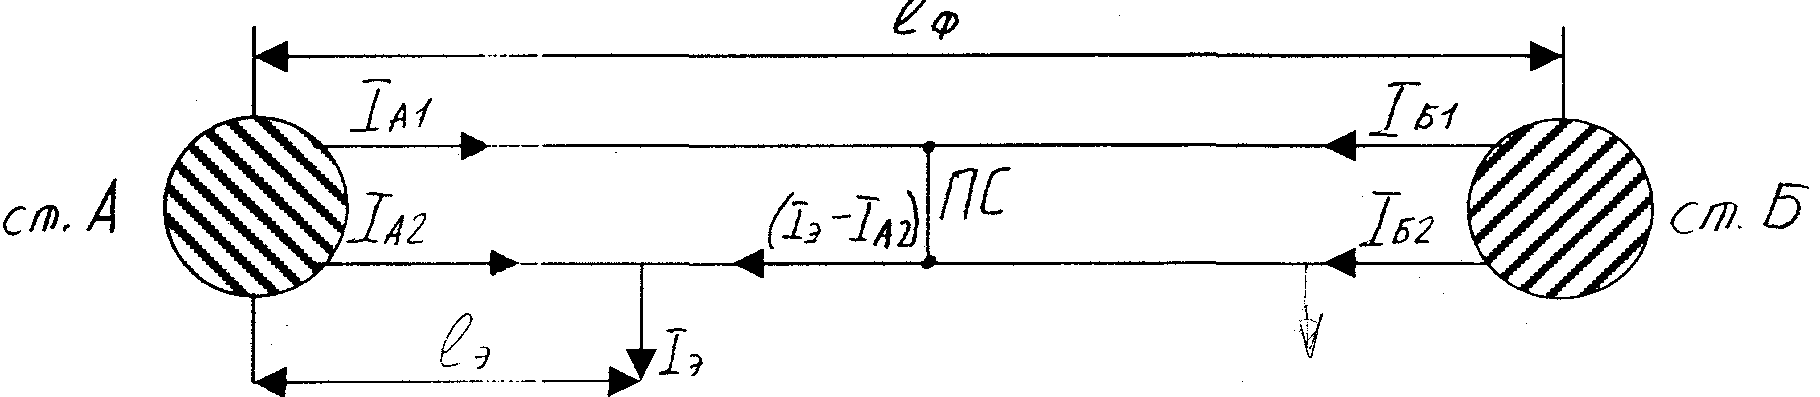 ℓф
IА1
IБ1
ст. А
IА2
(Iэ-IА2)
ПС
IБ2
ст. Б
ℓэ
Iэ